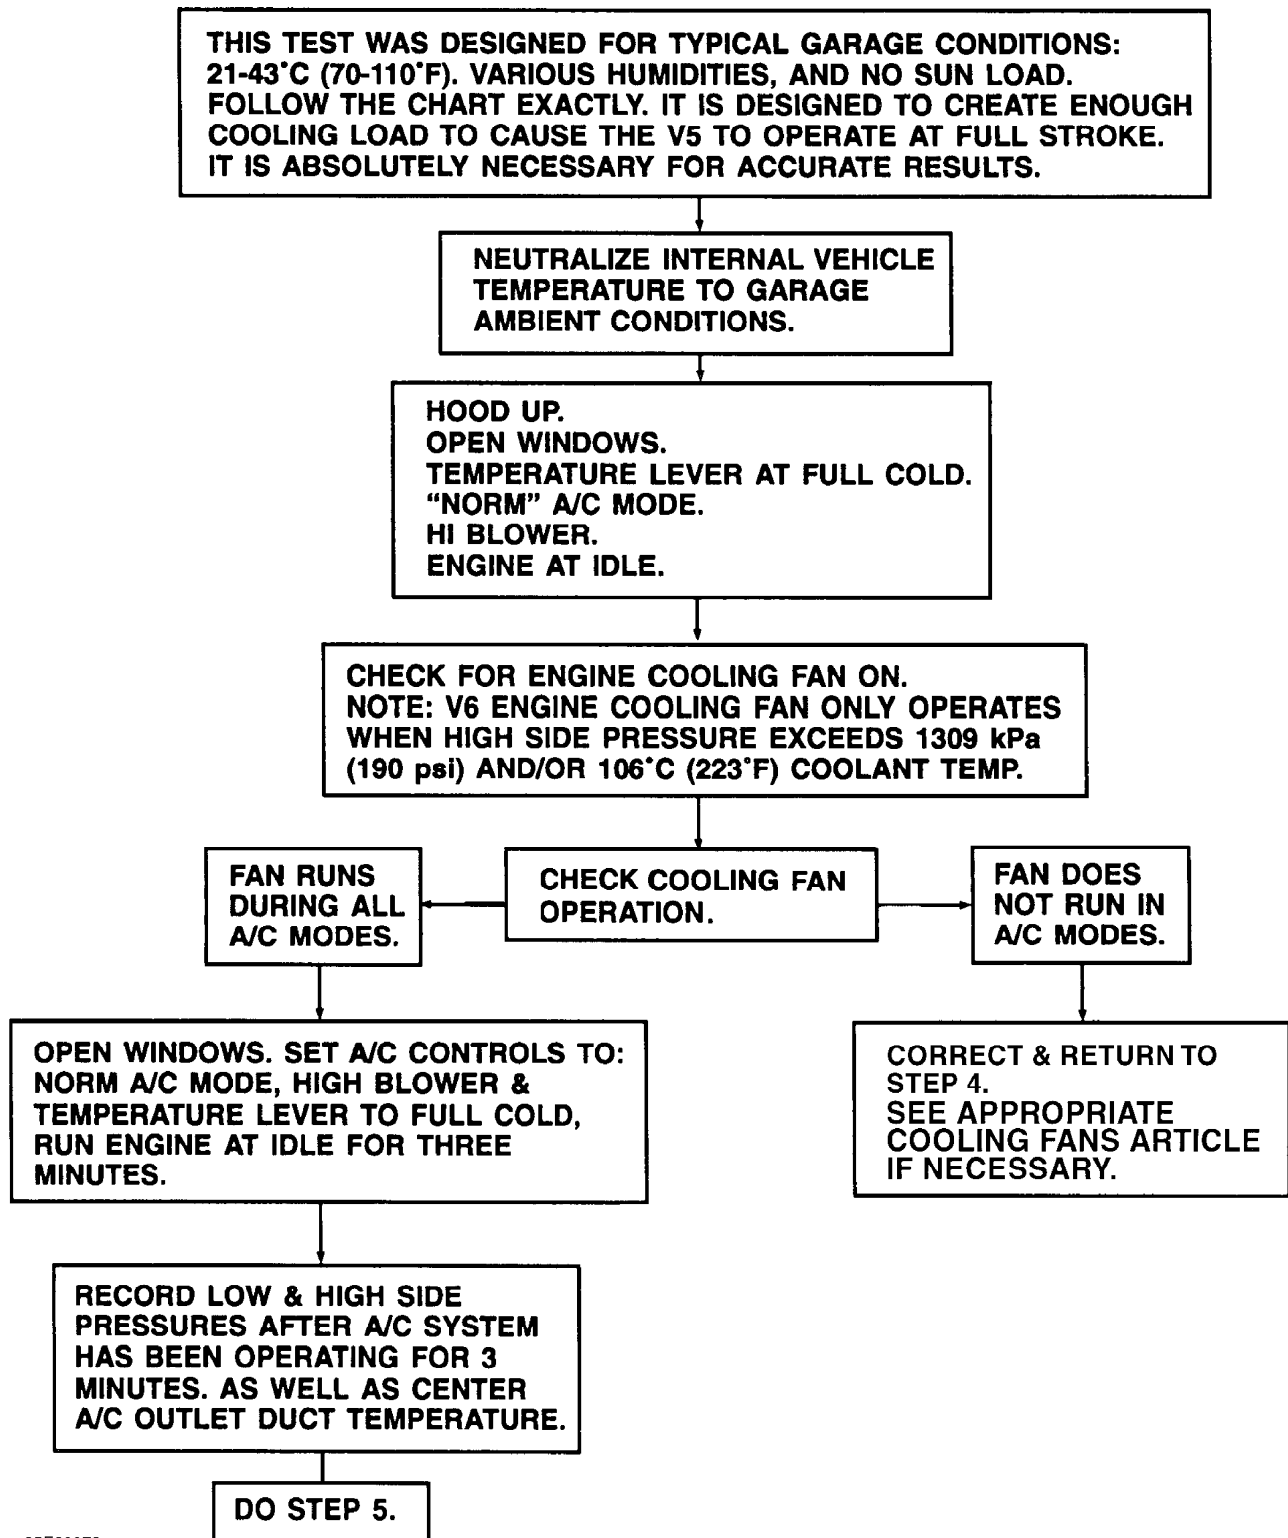 THIS TEST WAS DESIGNED FOR TYPICAL GARAGE CONDITIONS:
21-43°C (70-110°F). VARIOUS HUMIDITIES, AND NO SUN LOAD.
FOLLOW THE CHART EXACTLY. IT IS DESIGNED TO CREATE ENOUGH
COOLING LOAD TO CAUSE THE V5 TO OPERATE AT FULL STROKE.
IT IS ABSOLUTELY NECESSARY FOR ACCURATE RESULTS.
NEUTRALIZE INTERNAL VEHICLE
TEMPERATURE TO GARAGE
AMBIENT CONDITIONS.
HOOD UP.
OPEN WINDOWS.
TEMPERATURE LEVER AT FULL COLD.
“NORM” A/C MODE.
HI BLOWER.
ENGINE AT IDLE.
CHECK FOR ENGINE COOLING FAN ON.
NOTE: V6 ENGINE COOLING FAN ONLY OPERATES
WHEN HIGH SIDE PRESSURE EXCEEDS 1309 kPa
(190 psi) AND/OR 106°C (223°F) COOLANT TEMP.
CHECK COOLING FAN
OPERATION.
FAN RUNS
DURING ALL
A/C MODES.
FAN DOES
NOT RUN IN
A/C MODES.
OPEN WINDOWS. SET A/C CONTROLS TO:
NORM A/C MODE, HIGH BLOWER &
TEMPERATURE LEVER TO FULL COLD,
RUN ENGINE AT IDLE FOR THREE
MINUTES.
CORRECT & RETURN TO
STEP 4.
SEE APPROPRIATE
COOLING FANS ARTICLE
IF NECESSARY.
RECORD LOW & HIGH SIDE
PRESSURES AFTER A/C SYSTEM
HAS BEEN OPERATING FOR 3
MINUTES. AS WELL AS CENTER
A/C OUTLET DUCT TEMPERATURE.
DO STEP 5.